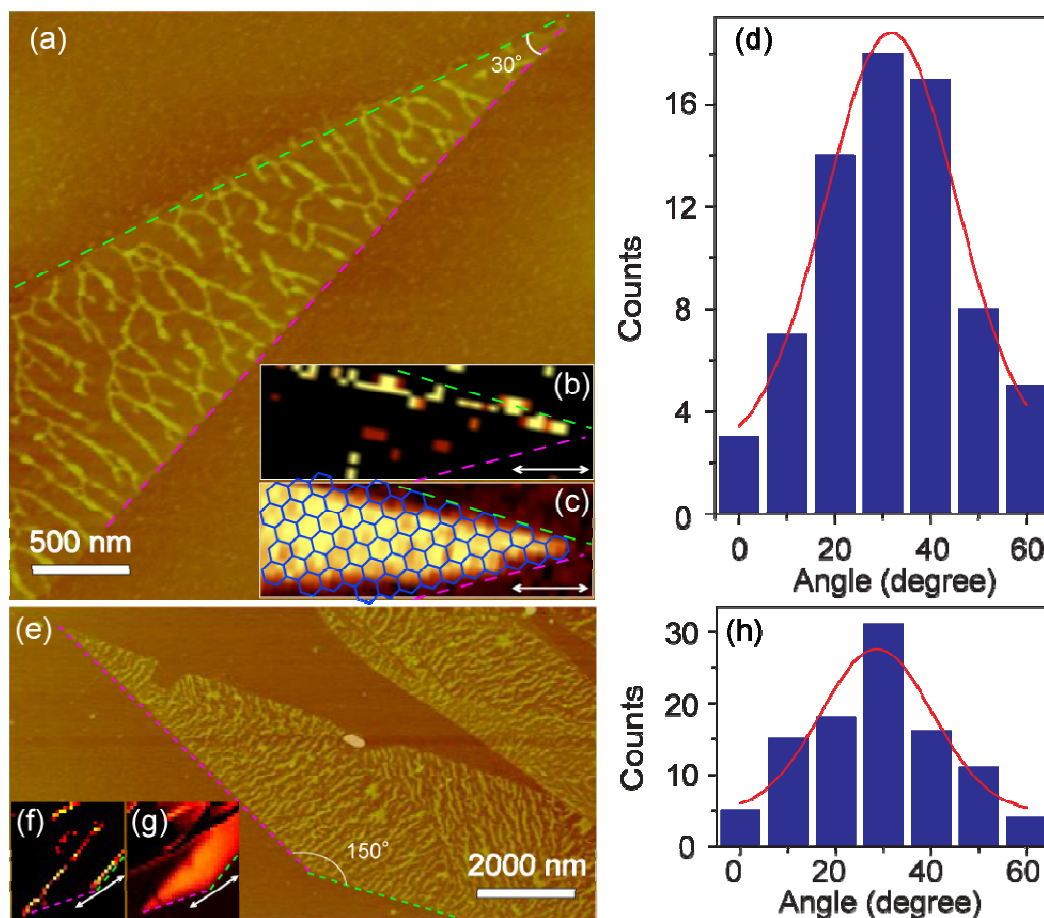 (a)
30°
(b)
(c)
500 nm
(d)
Counts
16
12
8
4
0
0 20 40 60
Angle (degree)
(e)
(f)
(g)
150°
2000 nm
(h)
Counts
30
20
10
0
0 20 40 60
Angle (degree)